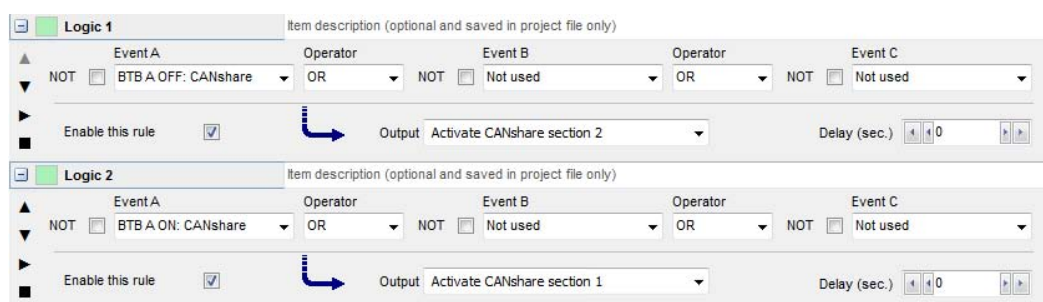 Logic 1 Item description (optional and saved in project file only)
Event A Operator Event B Operator Event C
NOT BTB A OFF: CANshare OR NOT Not used OR NOT Not used
Enable this rule Output Activate CANshare section 2 Delay (sec.) 0
Logic 2 Item description (optional and saved in project file only)
Event A Operator Event B Operator Event C
NOT BTB A ON: CANshare OR NOT Not used OR NOT Not used
Enable this rule Output Activate CANshare section 1 Delay (sec.) 0